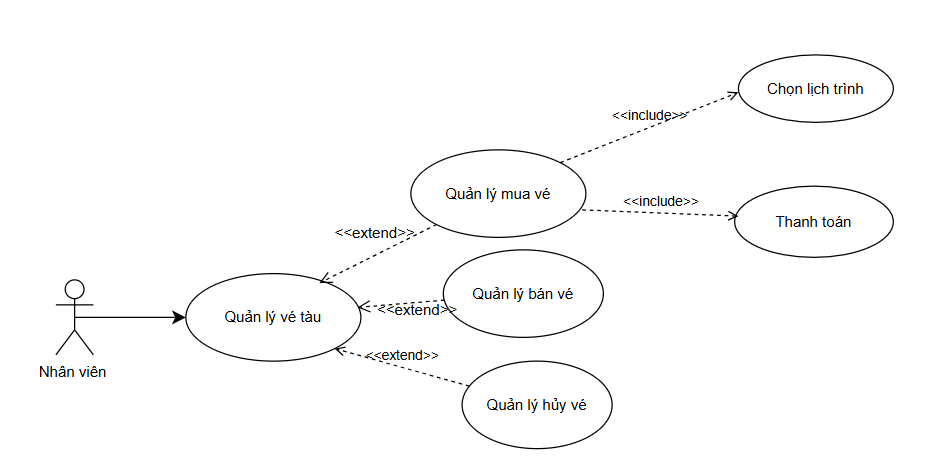 Chọn lịch trình
<<include>>
Quản lý mua vé
<<include>>
Thanh toán
<<extend>>
Quản lý vé tàu
<<extend>>
Quản lý bán vé
<<extend>>
Nhân viên
Quản lý hủy vé